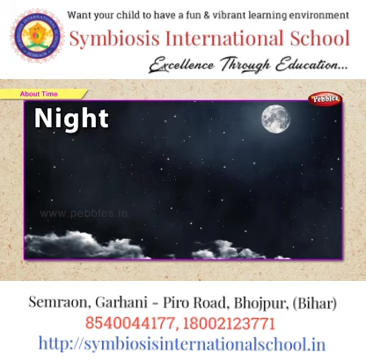 Want your child to have a fun & vibrant learning environment
Symbiosis International School
Excellence Through Education...
About Time
Pebbles
Night
www.pebbles.in
Semraon, Garhani - Piro Road, Bhojpur, (Bihar)
8540044177, 18002123771
http://symbiosisinternationalschool.in